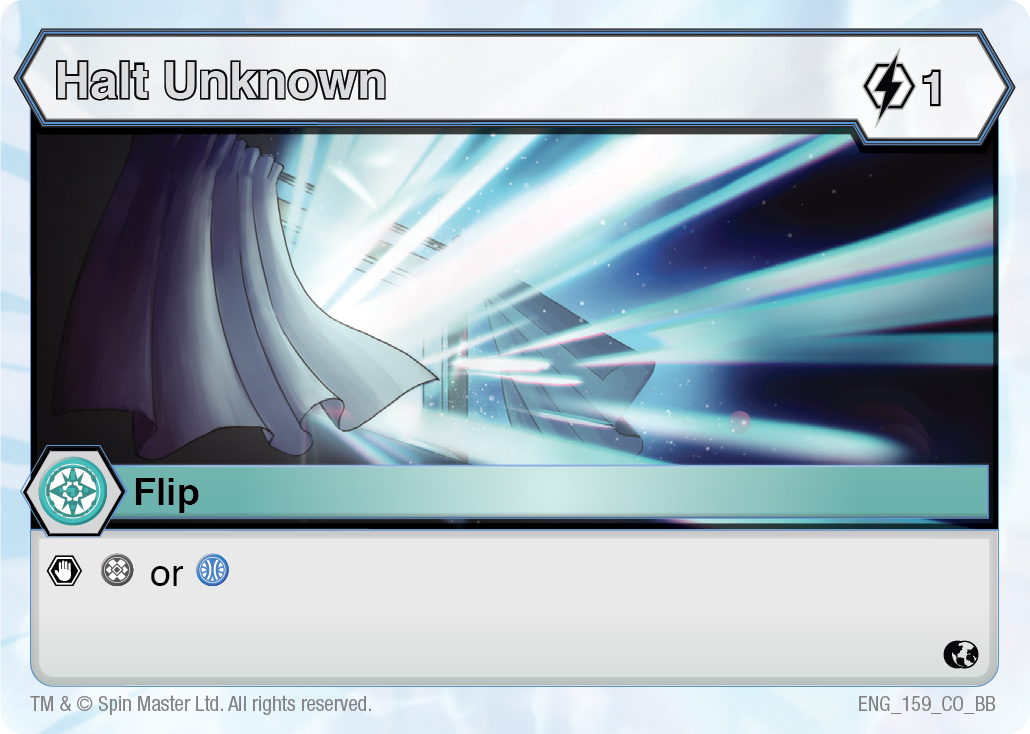 Halt Unknown
1
Flip
or
TM & © Spin Master Ltd. All rights reserved.
ENG_159_CO_BB